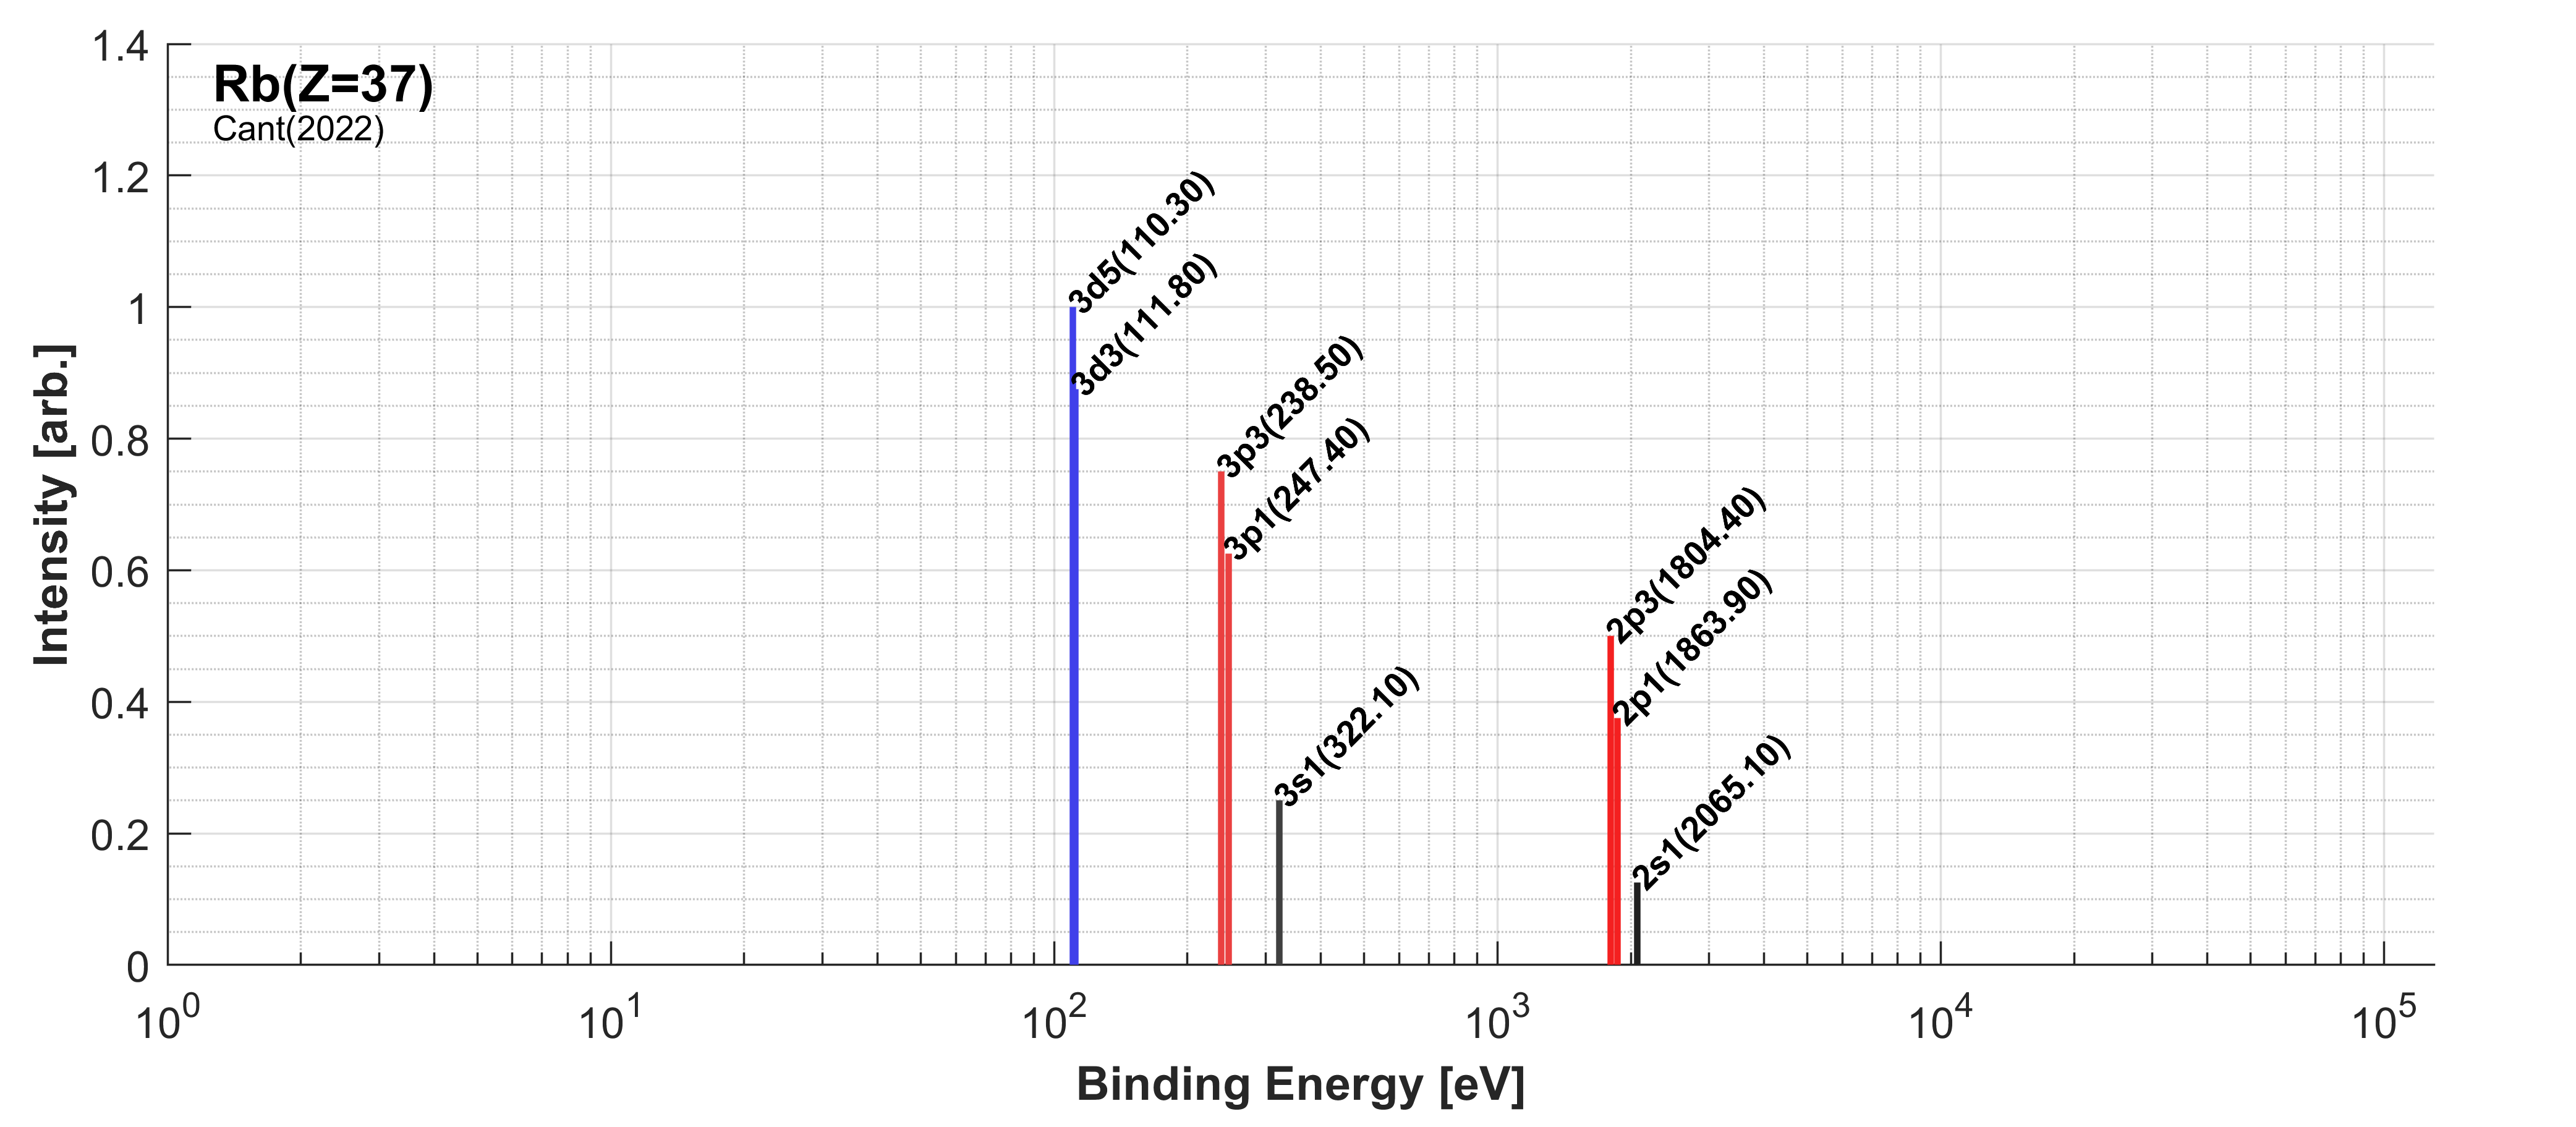 Rb(Z=37)
Cant(2022)
Intensity [arb.]
1.4
1.2
1
0.8
0.6
0.4
0.2
0
3d5(110.30)
3d3(111.80)
3p3(238.50)
3p1(247.40)
3s1(322.10)
2p3(1804.40)
2p1(1863.90)
2s1(2065.10)
10^0 10^1 10^2 10^3 10^4 10^5
Binding Energy [eV]